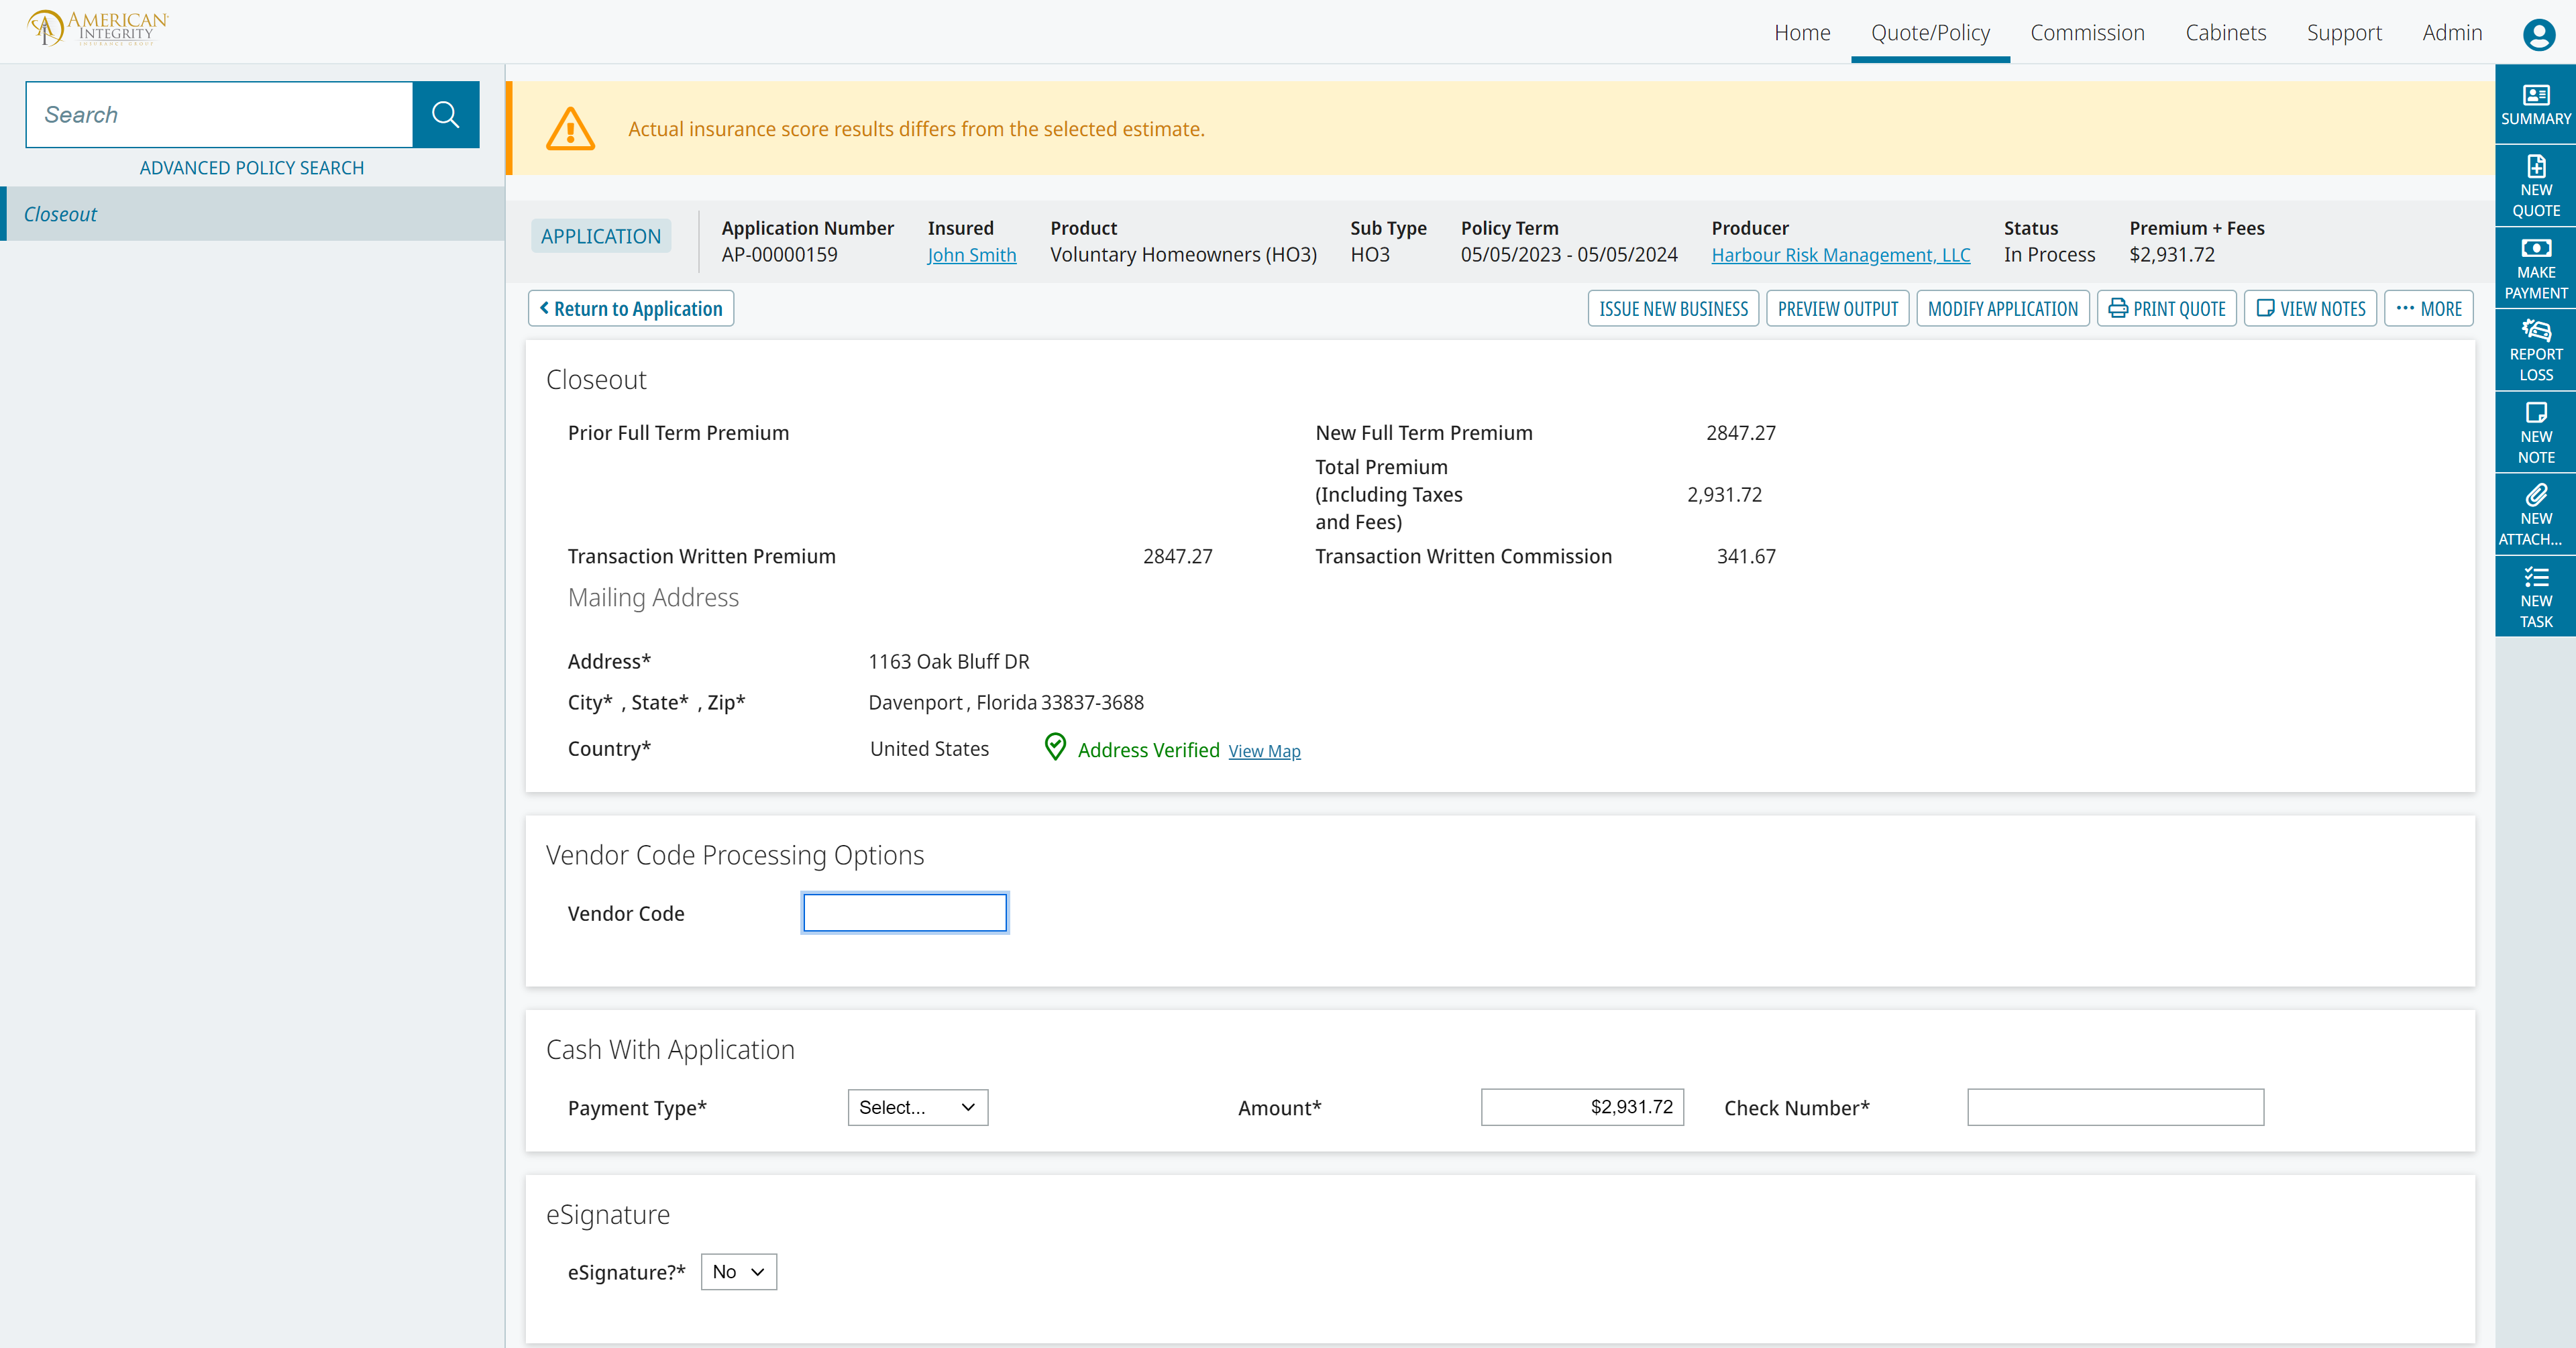 AMERICAN
INTEGRITY
INSURANCE GROUP
Home Quote/Policy Commission Cabinets Support Admin
Search
ADVANCED POLICY SEARCH
Closeout
Actual insurance score results differs from the selected estimate.
APPLICATION
Application Number Insured Product Sub Type Policy Term Producer Status Premium + Fees
AP-00000159 John Smith Voluntary Homeowners (HO3) HO3 05/05/2023 - 05/05/2024 Harbour Risk Management, LLC In Process $2,931.72
Return to Application ISSUE NEW BUSINESS PREVIEW OUTPUT MODIFY APPLICATION PRINT QUOTE VIEW NOTES ··· MORE
Closeout
Prior Full Term Premium New Full Term Premium 2847.27
Total Premium
(Including Taxes 2,931.72
and Fees)
Transaction Written Premium 2847.27 Transaction Written Commission 341.67
Mailing Address
Address* 1163 Oak Bluff DR
City* , State* , Zip* Davenport , Florida 33837-3688
Country* United States Address Verified View Map
Vendor Code Processing Options
Vendor Code
Cash With Application
Payment Type* Select... Amount* $2,931.72 Check Number*
eSignature
eSignature?* No
SUMMARY
NEW
QUOTE
MAKE
PAYMENT
REPORT
LOSS
NEW
NOTE
NEW
ATTACH...
NEW
TASK